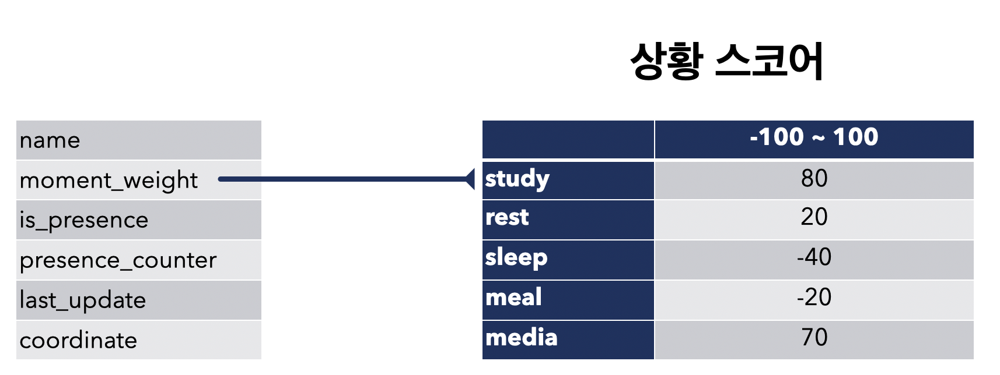 상황 스코어
name
moment_weight
is_presence
presence_counter
last_update
coordinate
-100 ~ 100
study 80
rest 20
sleep -40
meal -20
media 70